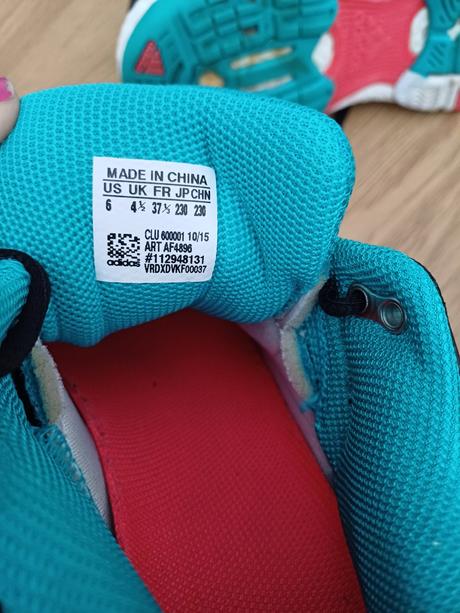 MADE IN CHINA
US UK FR JP CHN
6 4½ 37⅓ 230 230
CLU 600001 10/15
ART AF4896
#112948131
adidas VRDXDVKF00037